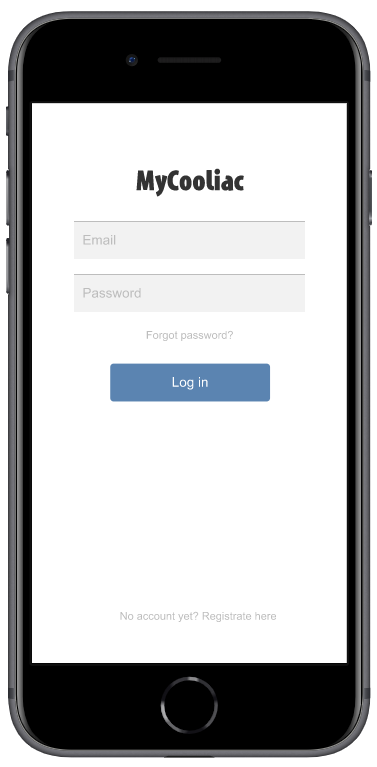 MyCooliac
Email
Password
Forgot password?
Log in
No account yet? Registrate here